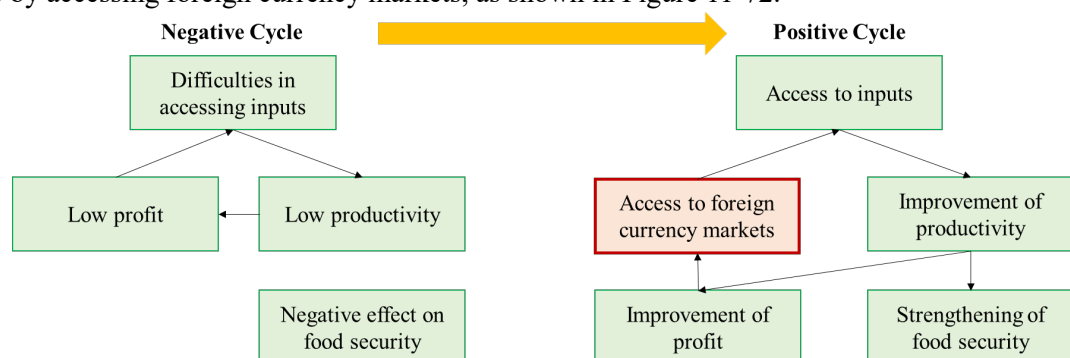 by accessing foreign currency markets, as shown in Figure 11-72.
Negative Cycle
Positive Cycle
Difficulties in
accessing inputs
Low profit
Low productivity
Negative effect on
food security
Access to inputs
Access to foreign
currency markets
Improvement of
productivity
Improvement of
profit
Strengthening of
food security